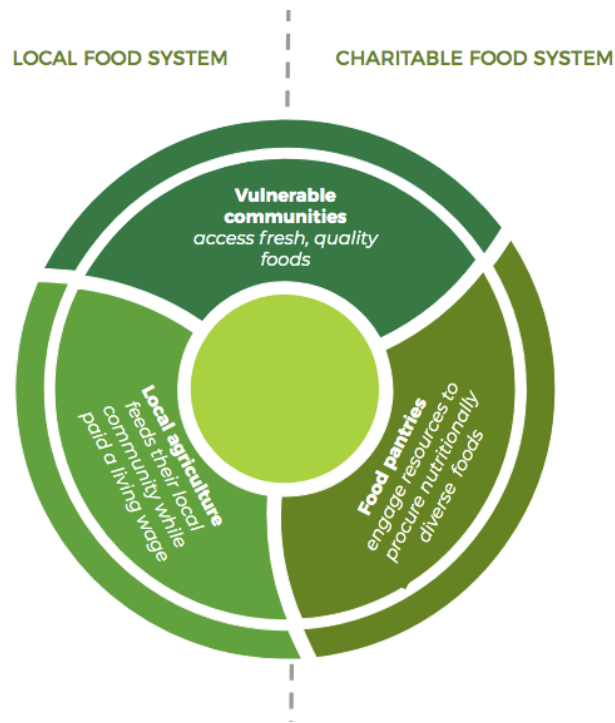 LOCAL FOOD SYSTEM
CHARITABLE FOOD SYSTEM
Vulnerable
communities
access fresh, quality
foods
Local agriculture
feeds their local
community while
paid a living wage
Food pantries
engage resources to
procure nutritionally
diverse foods